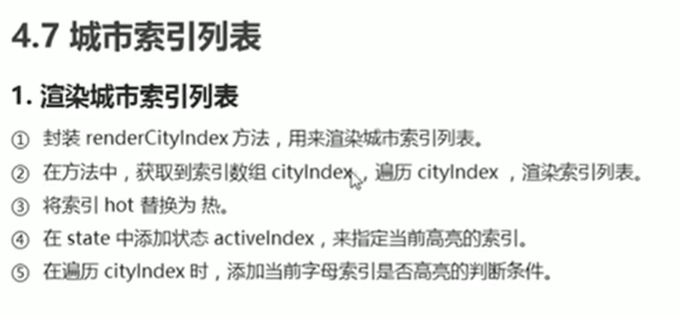 4.7 城市索引列表
1. 渲染城市索引列表
① 封装 renderCityIndex 方法，用来渲染城市索引列表。
② 在方法中，获取到索引数组 cityIndex ，遍历 cityIndex ，渲染索引列表。
③ 将索引 hot 替换为 热。
④ 在 state 中添加状态 activeIndex，来指定当前高亮的索引。
⑤ 在遍历 cityIndex 时，添加当前字母索引是否高亮的判断条件。